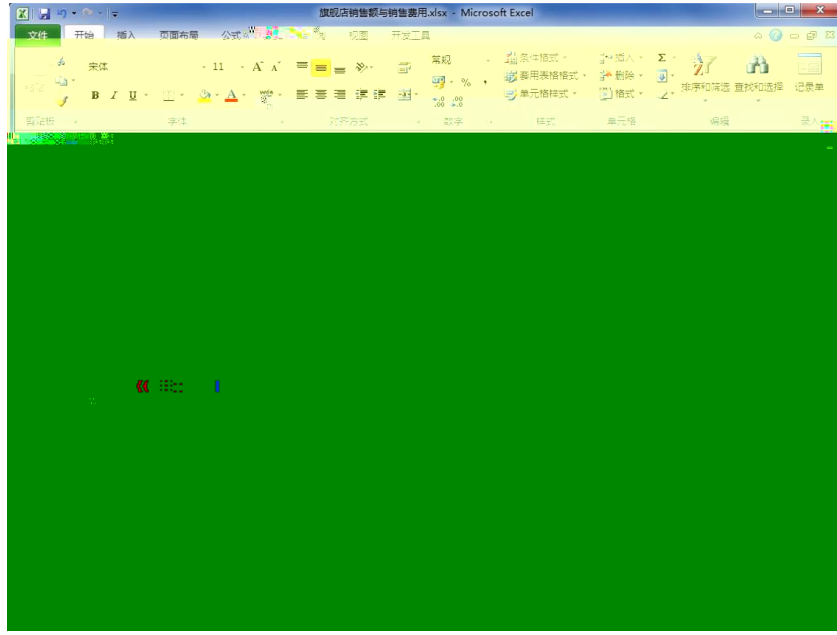 旗舰店销售额与销售费用.xlsx - Microsoft Excel
文件 开始 插入 页面布局 公式 视图 开发工具
宋体 11 A A 常规 条件格式 插入 Σ
B I U A % , 套用表格格式 删除 排序和筛选 查找和选择 记录单
.00 .00 单元格样式 格式
剪贴板 字体 对齐方式 数字 样式 单元格 编辑